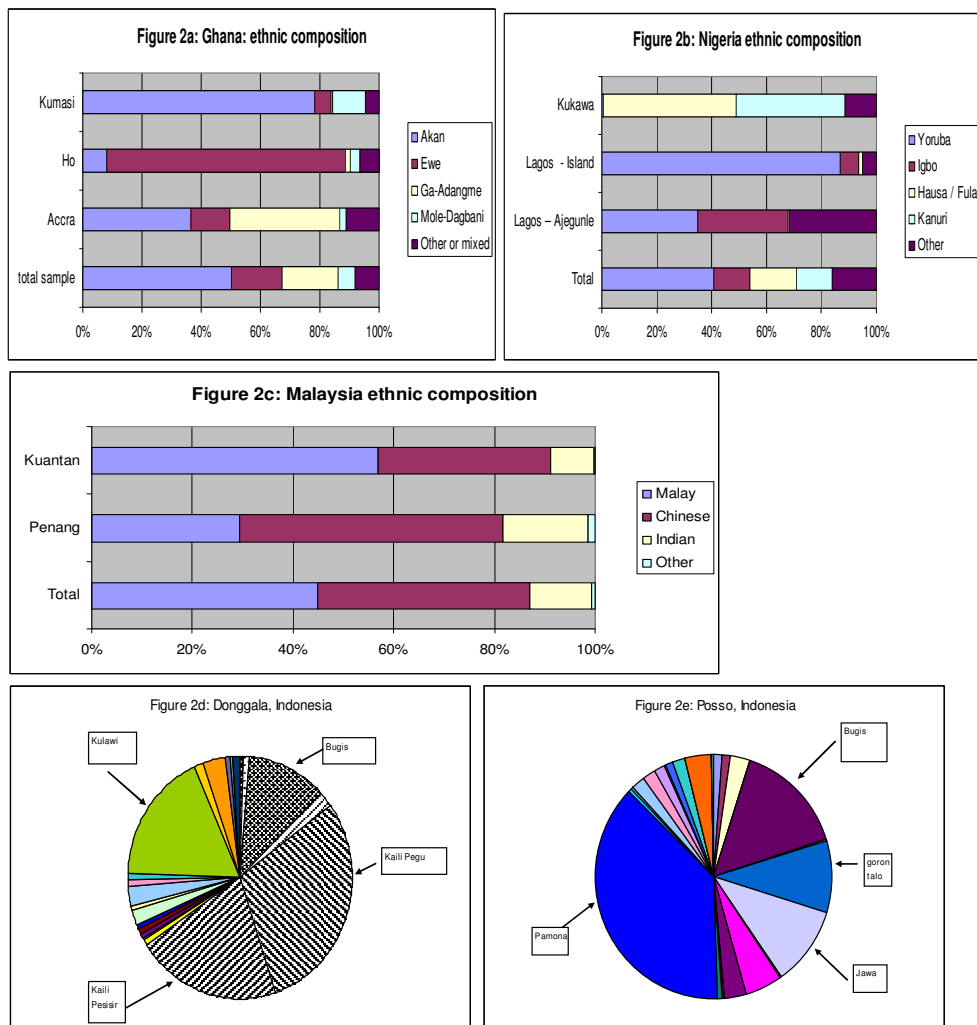 Figure 2a: Ghana: ethnic composition
Kumasi
Ho
Accra
total sample
0% 20% 40% 60% 80% 100%
Akan
Ewe
Ga-Adangme
Mole-Dagbani
Other or mixed
Figure 2b: Nigeria ethnic composition
Kukawa
Lagos - Island
Lagos – Ajegunle
Total
0% 20% 40% 60% 80% 100%
Yoruba
Igbo
Hausa / Fula
Kanuri
Other
Figure 2c: Malaysia ethnic composition
Kuantan
Penang
Total
0% 20% 40% 60% 80% 100%
Malay
Chinese
Indian
Other
Figure 2d: Donggala, Indonesia
Kulawi
Bugis
Kaili Pegu
Kaili
Pesisir
Figure 2e: Posso, Indonesia
Bugis
goron
talo
Pamona
Jawa